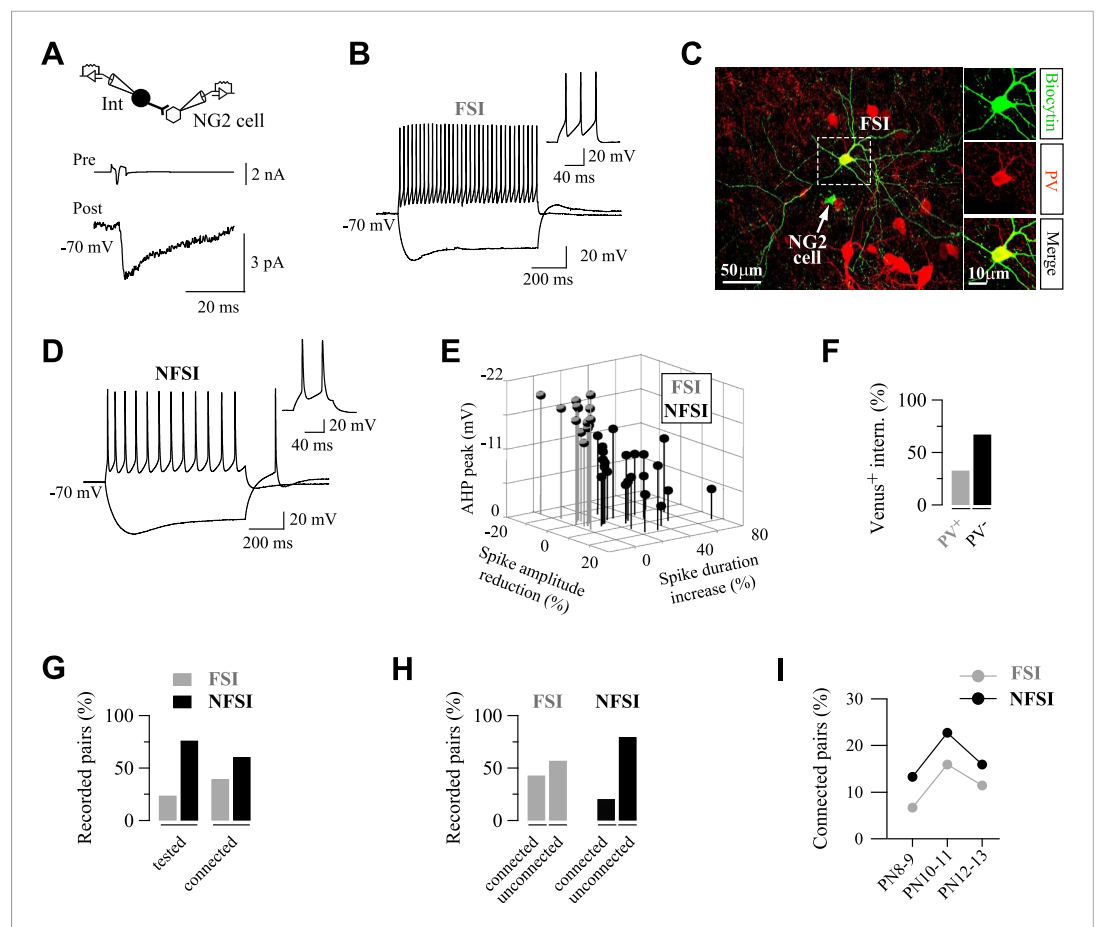 A
Int
NG2 cell
Pre
2 nA
Post
-70 mV
3 pA
20 ms
B
FSI
20 mV
40 ms
-70 mV
20 mV
200 ms
C
FSI
NG2
cell
50μm
10μm
Biocytin
PV
Merge
D
NFSI
20 mV
40 ms
-70 mV
20 mV
200 ms
E
FSI
NFSI
AHP peak (mV)
-22
-11
0
-20
0
20
Spike amplitude
reduction (%)
0
40
80
Spike duration
increase (%)
F
Venus+ intern. (%)
100
50
0
PV+
PV-
G
FSI
NFSI
Recorded pairs (%)
100
50
0
tested
connected
H
FSI
NFSI
Recorded pairs (%)
100
50
0
connected
unconnected
connected
unconnected
I
FSI
NFSI
Connected pairs (%)
30
20
10
0
PN8-9
PN10-11
PN12-13